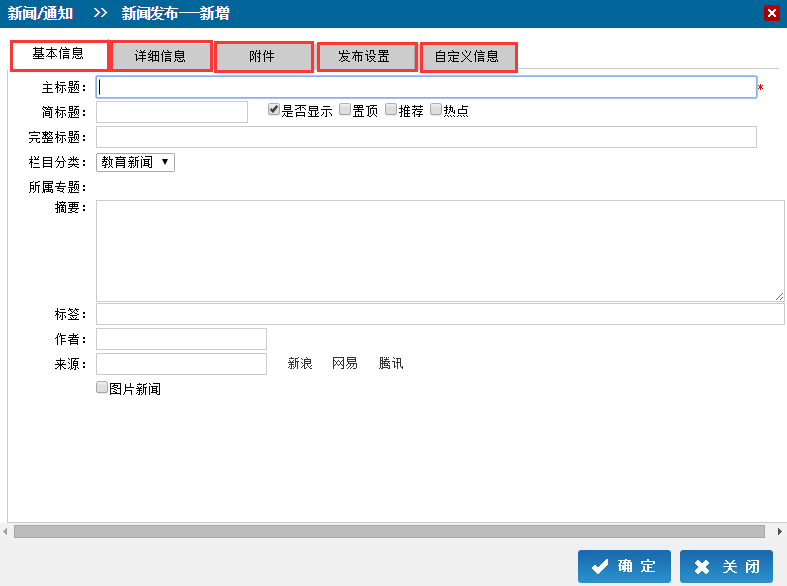 新闻/通知 >> 新闻发布---新增
基本信息 详细信息 附件 发布设置 自定义信息
主标题: *
简标题: 是否显示 置顶 推荐 热点
完整标题:
栏目分类: 教育新闻
所属专题:
摘要:
标签:
作者:
来源: 新浪 网易 腾讯
图片新闻
确定 关闭